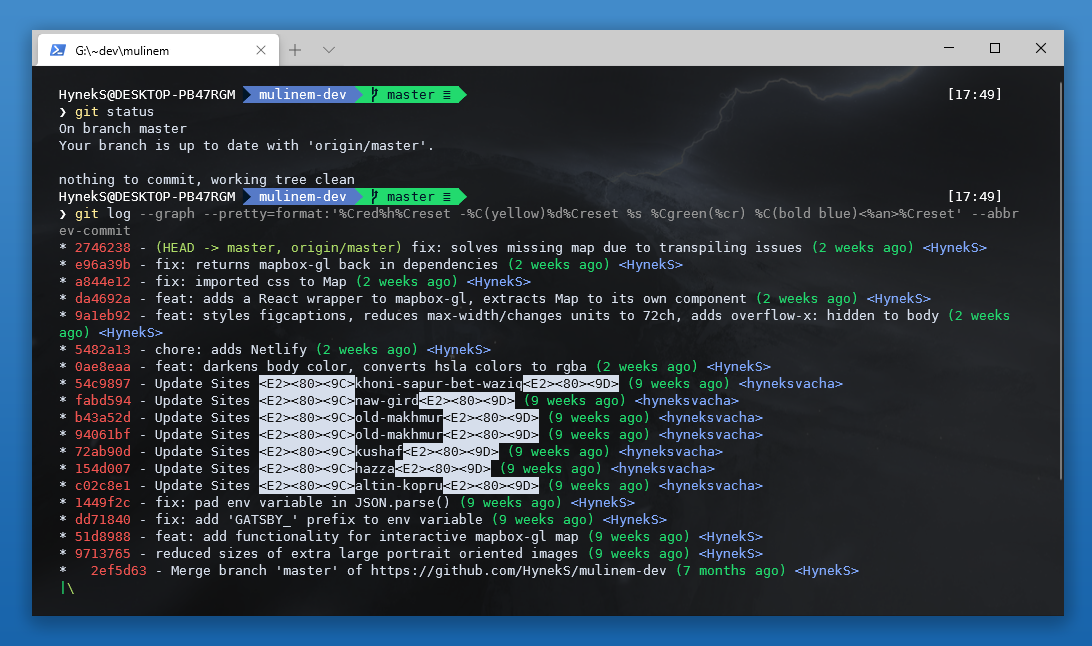 G:\~dev\mulinem
HynekS@DESKTOP-PB47RGM mulinem-dev master ≡ [17:49]
❯ git status
On branch master
Your branch is up to date with 'origin/master'.
nothing to commit, working tree clean
HynekS@DESKTOP-PB47RGM mulinem-dev master ≡ [17:49]
❯ git log --graph --pretty=format:'%Cred%h%Creset -%C(yellow)%d%Creset %s %Cgreen(%cr) %C(bold blue)<%an>%Creset' --abbr
ev-commit
* 2746238 - (HEAD -> master, origin/master) fix: solves missing map due to transpiling issues (2 weeks ago) <HynekS>
* e96a39b - fix: returns mapbox-gl back in dependencies (2 weeks ago) <HynekS>
* a844e12 - fix: imported css to Map (2 weeks ago) <HynekS>
* da4692a - feat: adds a React wrapper to mapbox-gl, extracts Map to its own component (2 weeks ago) <HynekS>
* 9a1eb92 - feat: styles figcaptions, reduces max-width/changes units to 72ch, adds overflow-x: hidden to body (2 weeks
ago) <HynekS>
* 5482a13 - chore: adds Netlify (2 weeks ago) <HynekS>
* 0ae8eaa - feat: darkens body color, converts hsla colors to rgba (2 weeks ago) <HynekS>
* 54c9897 - Update Sites <E2><80><9C>khoni-sapur-bet-waziq<E2><80><9D> (9 weeks ago) <hyneksvacha>
* fabd594 - Update Sites <E2><80><9C>naw-gird<E2><80><9D> (9 weeks ago) <hyneksvacha>
* b43a52d - Update Sites <E2><80><9C>old-makhmur<E2><80><9D> (9 weeks ago) <hyneksvacha>
* 94061bf - Update Sites <E2><80><9C>old-makhmur<E2><80><9D> (9 weeks ago) <hyneksvacha>
* 72ab90d - Update Sites <E2><80><9C>kushaf<E2><80><9D> (9 weeks ago) <hyneksvacha>
* 154d007 - Update Sites <E2><80><9C>hazza<E2><80><9D> (9 weeks ago) <hyneksvacha>
* c02c8e1 - Update Sites <E2><80><9C>altin-kopru<E2><80><9D> (9 weeks ago) <hyneksvacha>
* 1449f2c - fix: pad env variable in JSON.parse() (9 weeks ago) <HynekS>
* dd71840 - fix: add 'GATSBY_' prefix to env variable (9 weeks ago) <HynekS>
* 51d8988 - feat: add functionality for interactive mapbox-gl map (9 weeks ago) <HynekS>
* 9713765 - reduced sizes of extra large portrait oriented images (9 weeks ago) <HynekS>
*   2ef5d63 - Merge branch 'master' of https://github.com/HynekS/mulinem-dev (7 months ago) <HynekS>
|\